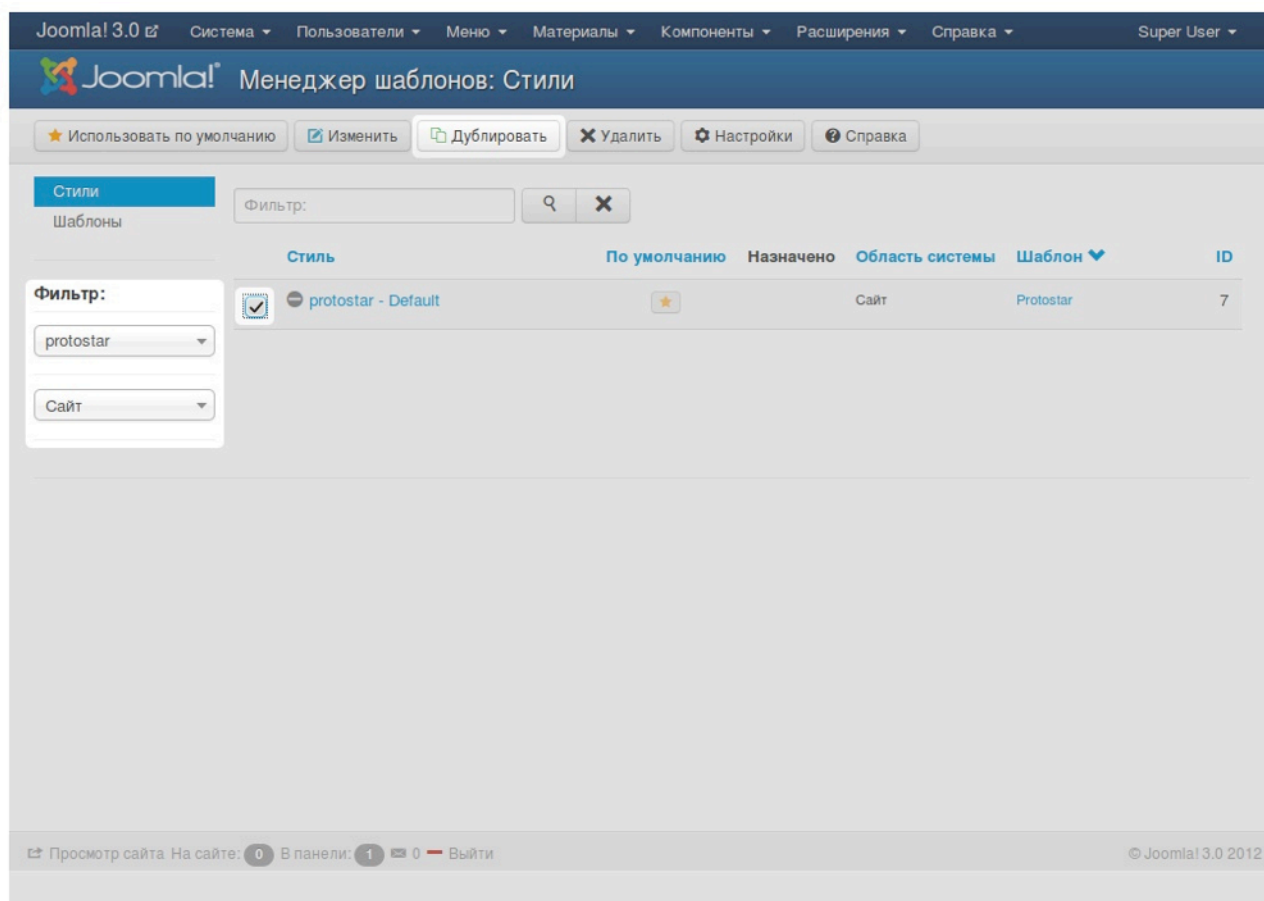 Joomla! 3.0 Система Пользователи Меню Материалы Компоненты Расширения Справка Super User
Joomla!® Менеджер шаблонов: Стили
Использовать по умолчанию Изменить Дублировать Удалить Настройки Справка
Стили
Шаблоны
Фильтр:
Стиль По умолчанию Назначено Область системы Шаблон ID
Фильтр:
protostar - Default Сайт Protostar 7
protostar
Сайт
Просмотр сайта На сайте: 0 В панели: 1 0 Выйти © Joomla! 3.0 2012